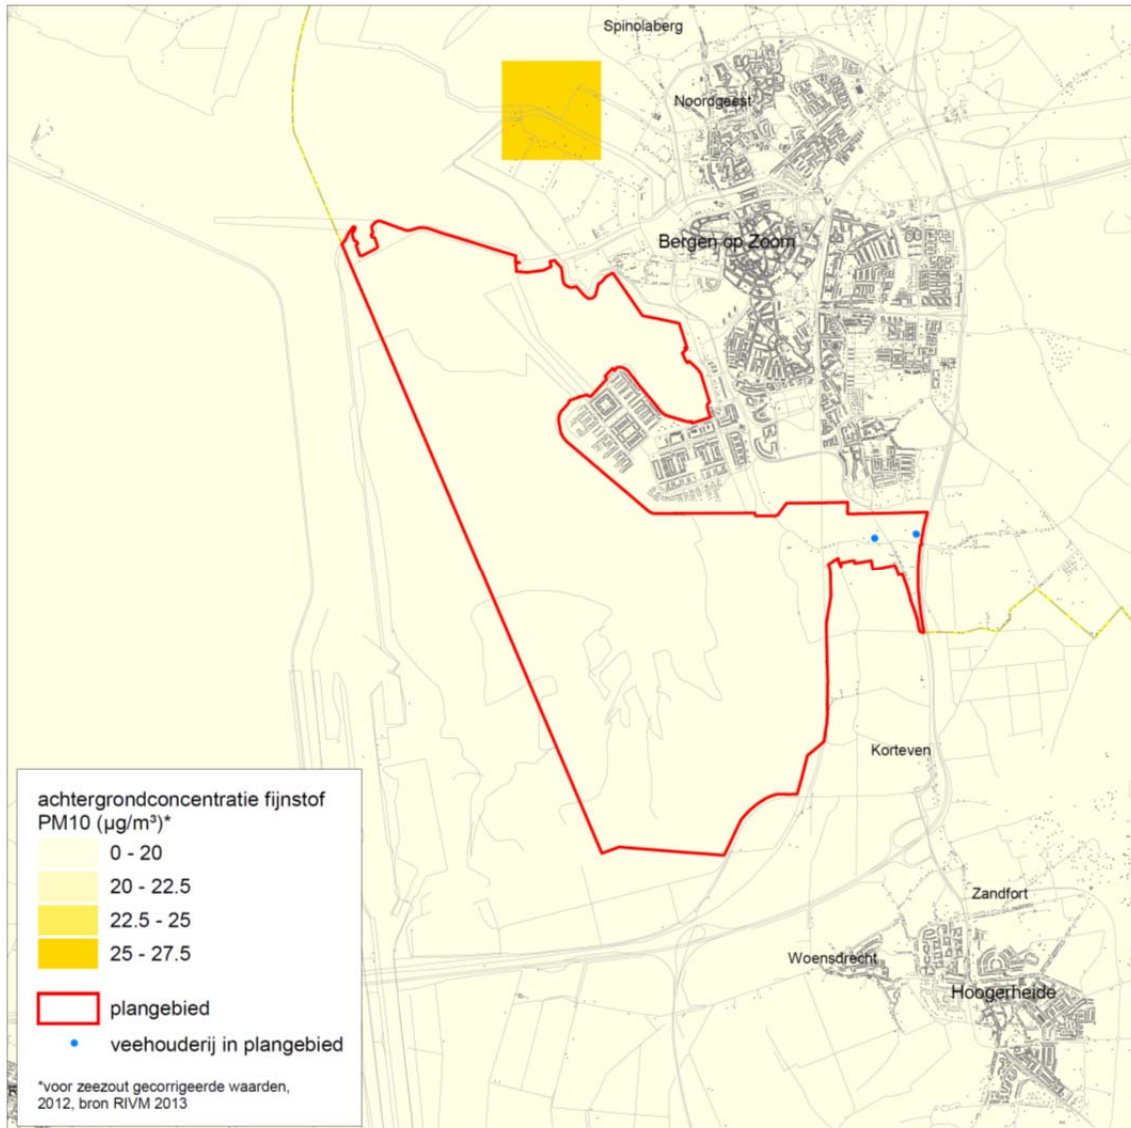 Spinolaberg
Noordgeest
Bergen op Zoom
Korteven
Zandfort
Woensdrecht
Hoogerheide
achtergrondconcentratie fijnstof
PM10 (µg/m³)*
0 - 20
20 - 22.5
22.5 - 25
25 - 27.5
plangebied
veehouderij in plangebied
*voor zeezout gecorrigeerde waarden,
2012, bron RIVM 2013